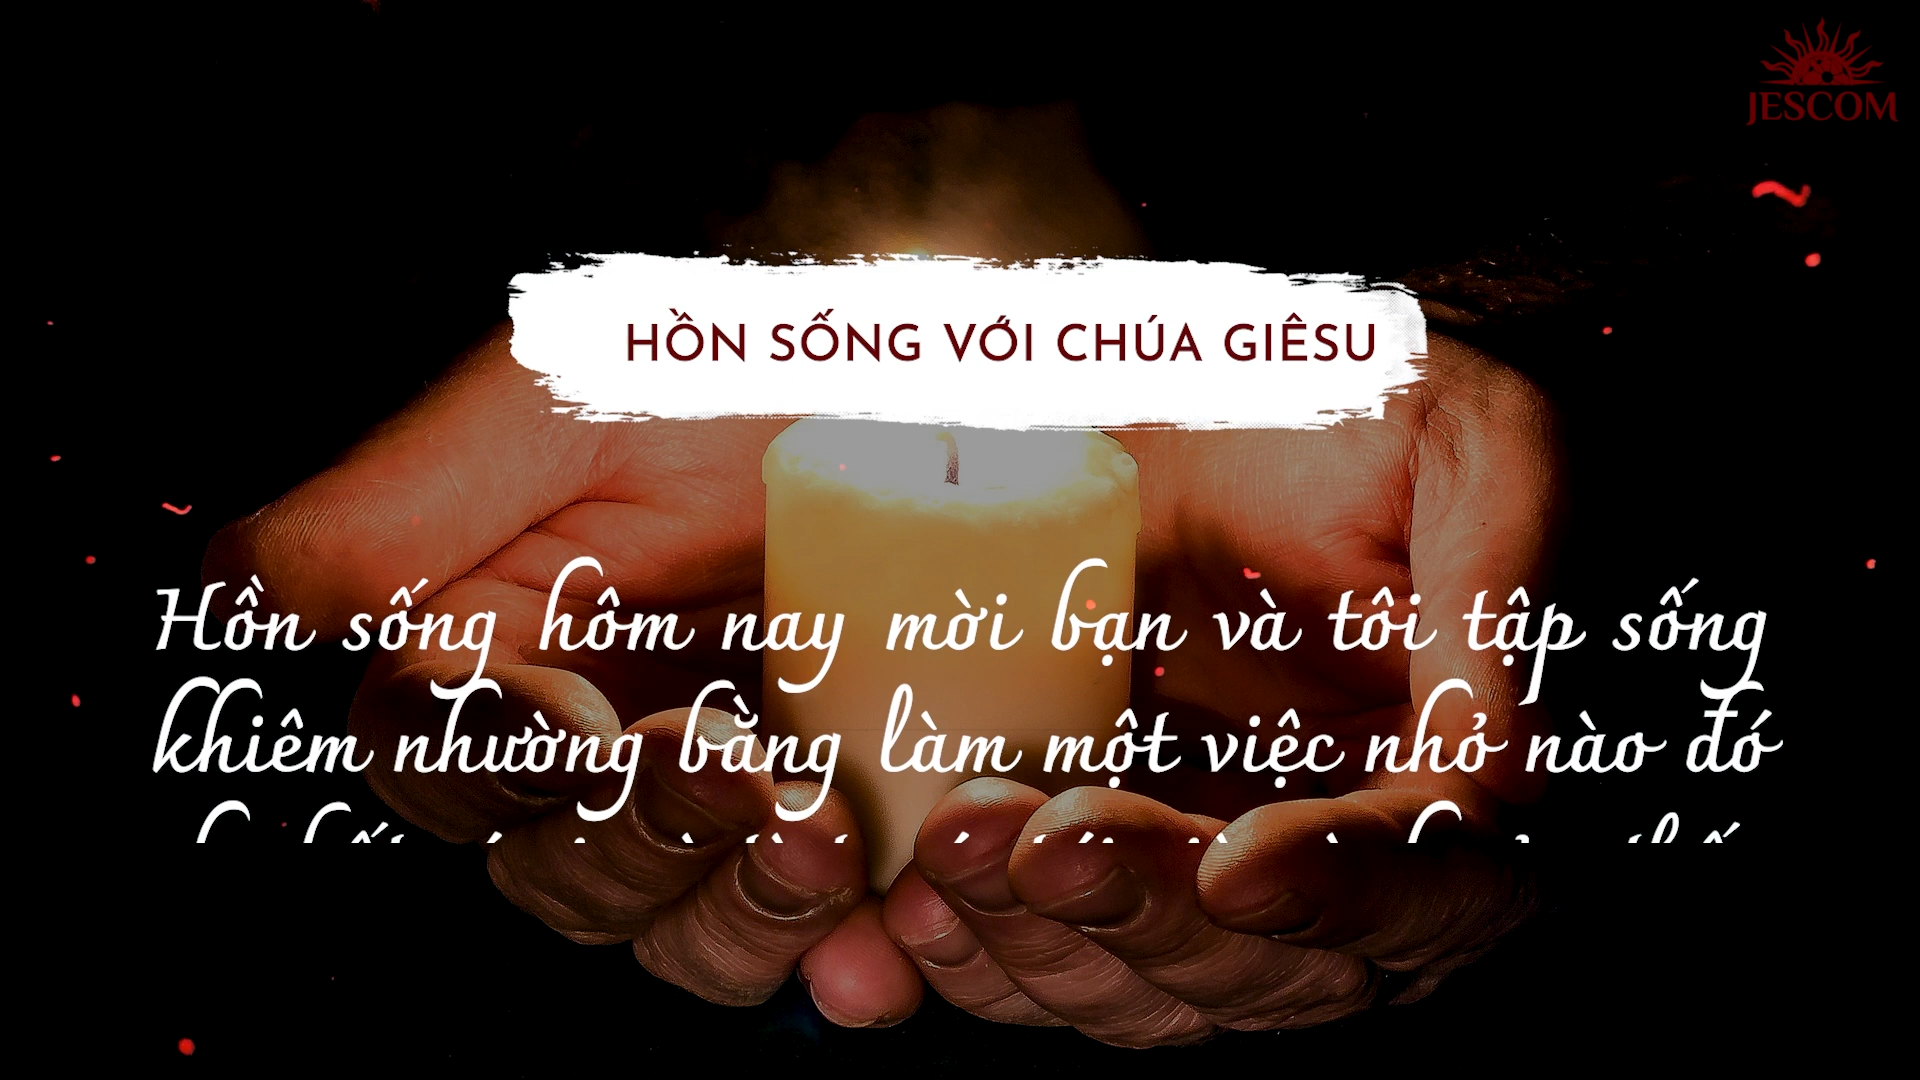 JESCOM
HỒN SỐNG VỚI CHÚA GIÊSU
Hồn sống hôm nay mời bạn và tôi tập sống
khiêm nhường bằng làm một việc nhỏ nào đó